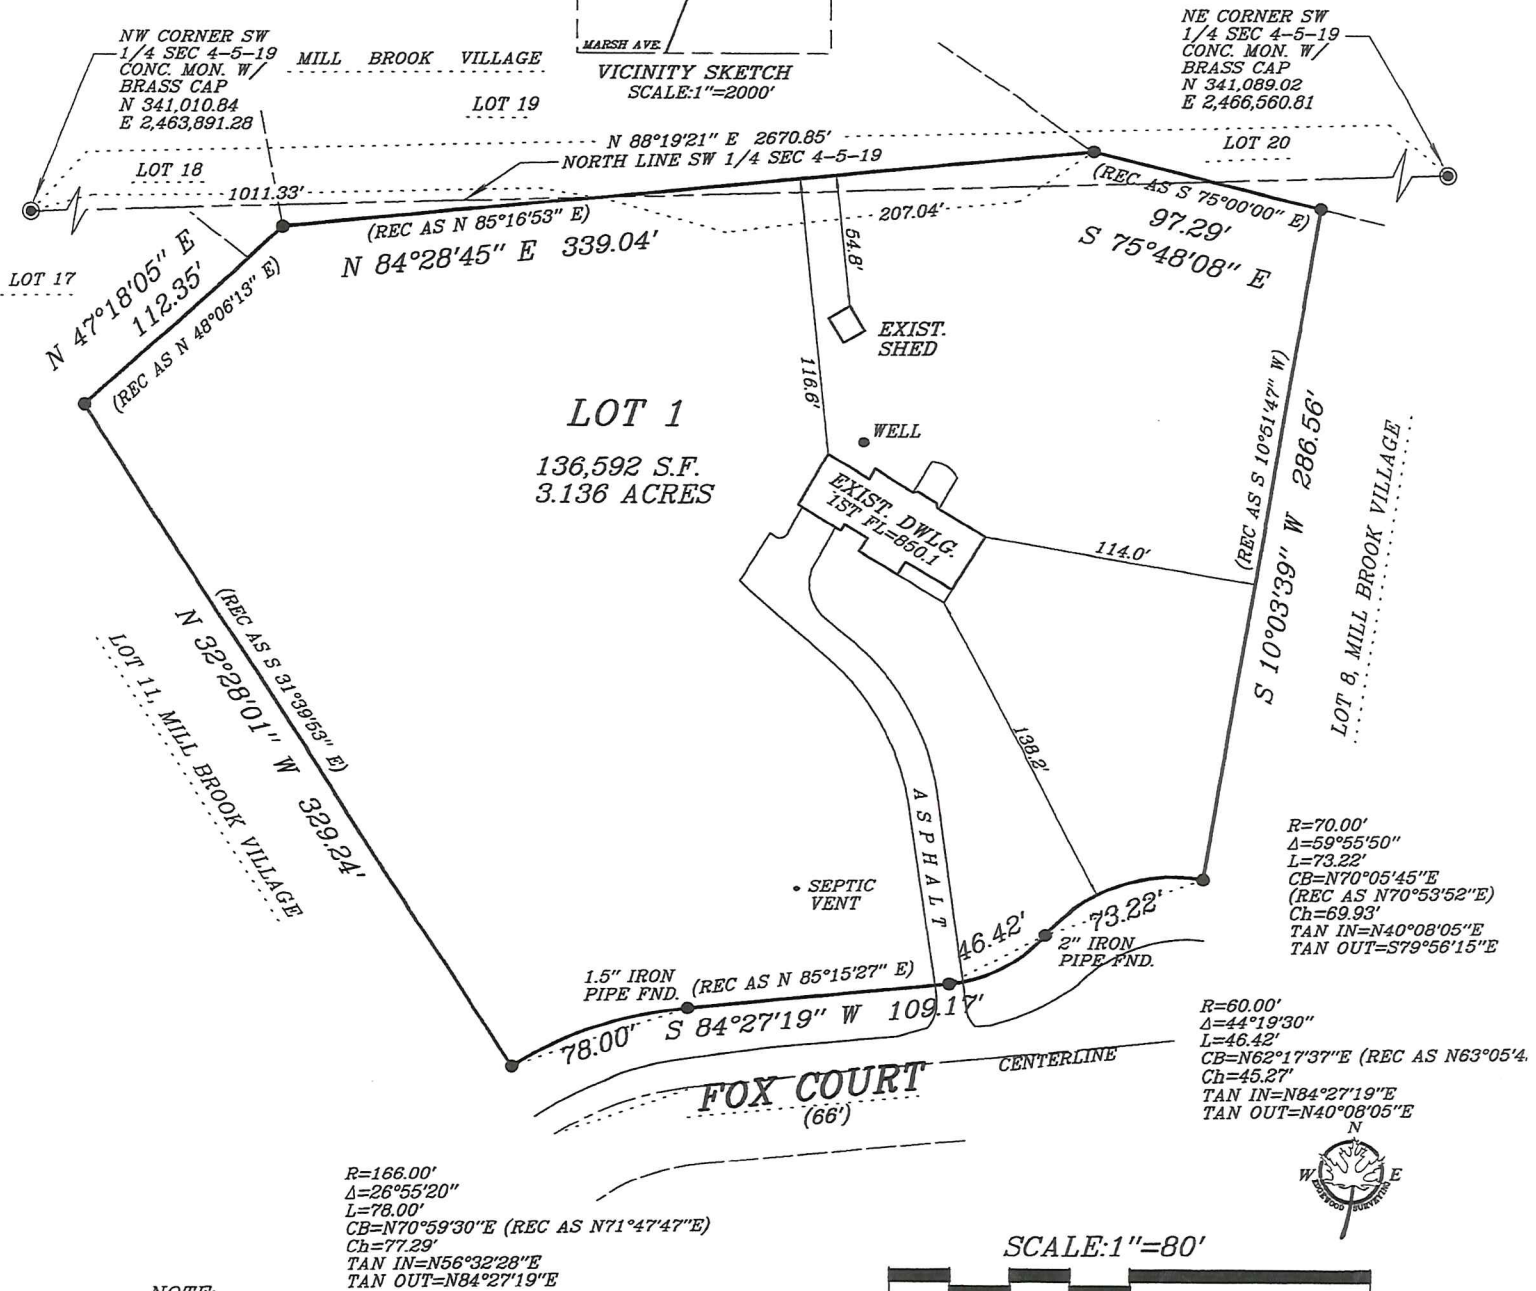 NW CORNER SW
1/4 SEC 4-5-19
CONC. MON. W/
BRASS CAP
N 341,010.84
E 2,463,891.28
MILL BROOK VILLAGE
LOT 19
MARSH AVE.
VICINITY SKETCH
SCALE:1"=2000'
NE CORNER SW
1/4 SEC 4-5-19
CONC. MON. W/
BRASS CAP
N 341,089.02
E 2,466,560.81
N 88°19'21" E 2670.85'
NORTH LINE SW 1/4 SEC 4-5-19
LOT 20
LOT 18
1011.33'
207.04'
(REC AS N 85°16'53" E)
N 84°28'45" E 339.04'
(REC AS S 75°00'00" E)
97.29'
S 75°48'08" E
LOT 17
N 47°18'05" E
112.35'
(REC AS N 48°06'13" E)
54.8'
EXIST.
SHED
116.6'
LOT 1
136,592 S.F.
3.136 ACRES
WELL
EXIST. DWLG.
1ST FL=850.1
114.0'
(REC AS S 10°51'47" W)
S 10°03'39" W 286.56'
LOT 8, MILL BROOK VILLAGE
(REC AS S 31°39'53" E)
N 32°28'01" W 329.24'
LOT 11, MILL BROOK VILLAGE
138.2'
ASPHALT
SEPTIC
VENT
R=70.00'
Δ=59°55'50"
L=73.22'
CB=N70°05'45"E
(REC AS N70°53'52"E)
Ch=69.93'
TAN IN=N40°08'05"E
TAN OUT=S79°56'15"E
46.42'
73.22'
2" IRON
PIPE FND.
1.5" IRON
PIPE FND.
(REC AS N 85°15'27" E)
78.00'
S 84°27'19" W 109.17'
CENTERLINE
FOX COURT
(66')
R=60.00'
Δ=44°19'30"
L=46.42'
CB=N62°17'37"E (REC AS N63°05'4
Ch=45.27'
TAN IN=N84°27'19"E
TAN OUT=N40°08'05"E
N
W E
EDGEWOOD SURVEYING
R=166.00'
Δ=26°55'20"
L=78.00'
CB=N70°59'30"E (REC AS N71°47'47"E)
Ch=77.29'
TAN IN=N56°32'28"E
TAN OUT=N84°27'19"E
SCALE:1"=80'
NOTE: